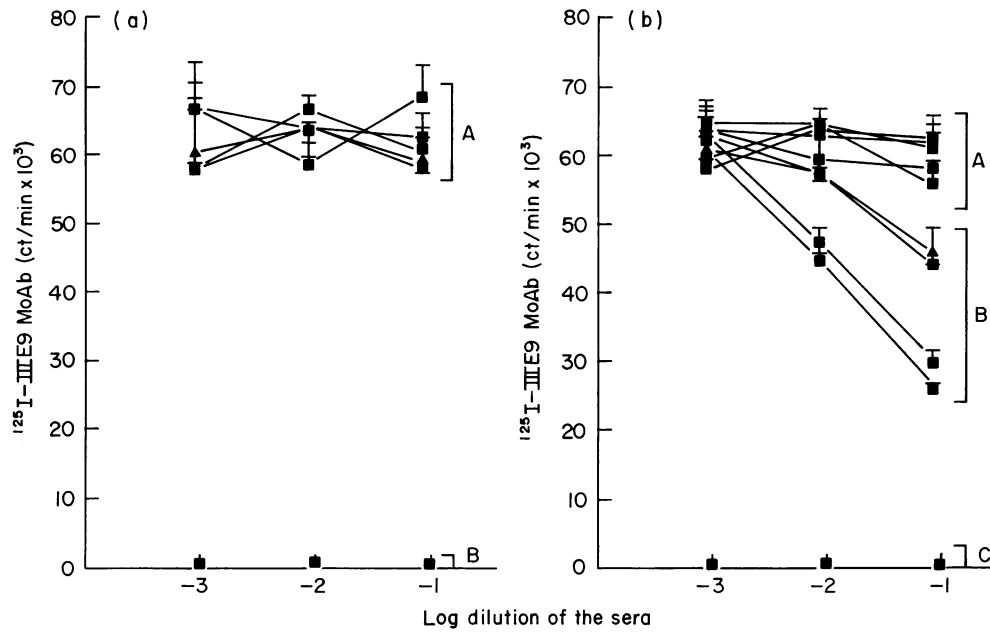 (a)
80
70
60
50
40
30
20
10
0
¹²⁵I-IIIE9 MoAb (ct/min x 10³)
A
B
-3
-2
-1
(b)
80
70
60
50
40
30
20
10
0
¹²⁵I-IIIE9 MoAb (ct/min x 10³)
A
B
C
-3
-2
-1
Log dilution of the sera